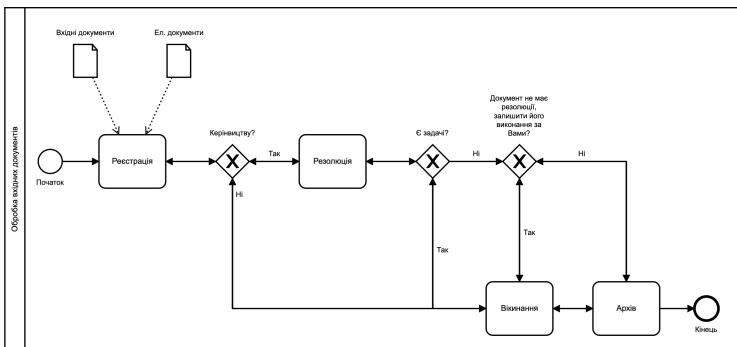 Обробка вхідних документів
Вхідні документи
Ел. документи
Початок
Реєстрація
Керінвицтву?
Так
Ні
Резолюція
Є задачі?
Ні
Так
Документ не має
резолюції,
залишити його
виконання за
Вами?
Ні
Так
Вікинання
Архів
Кінець